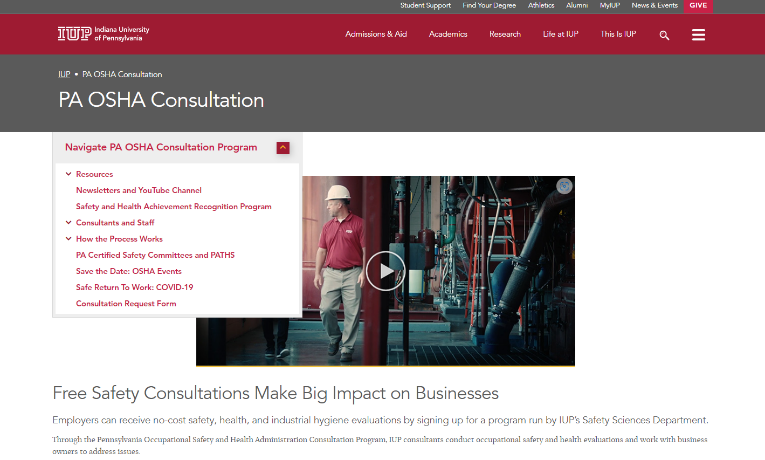 Student Support Find Your Degree Athletics Alumni MyIUP News & Events GIVE
IUP Indiana University
of Pennsylvania
Admissions & Aid Academics Research Life at IUP This Is IUP
IUP • PA OSHA Consultation
PA OSHA Consultation
Navigate PA OSHA Consultation Program
Resources
Newsletters and YouTube Channel
Safety and Health Achievement Recognition Program
Consultants and Staff
How the Process Works
PA Certified Safety Committees and PATHS
Save the Date: OSHA Events
Safe Return To Work: COVID-19
Consultation Request Form
Free Safety Consultations Make Big Impact on Businesses
Employers can receive no-cost safety, health, and industrial hygiene evaluations by signing up for a program run by IUP's Safety Sciences Department.
Through the Pennsylvania Occupational Safety and Health Administration Consultation Program, IUP consultants conduct occupational safety and health evaluations and work with business
owners to address issues.